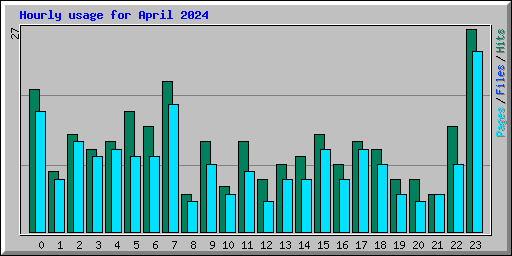 Hourly usage for April 2024
27
Pages / Files / Hits
0 1 2 3 4 5 6 7 8 9 10 11 12 13 14 15 16 17 18 19 20 21 22 23